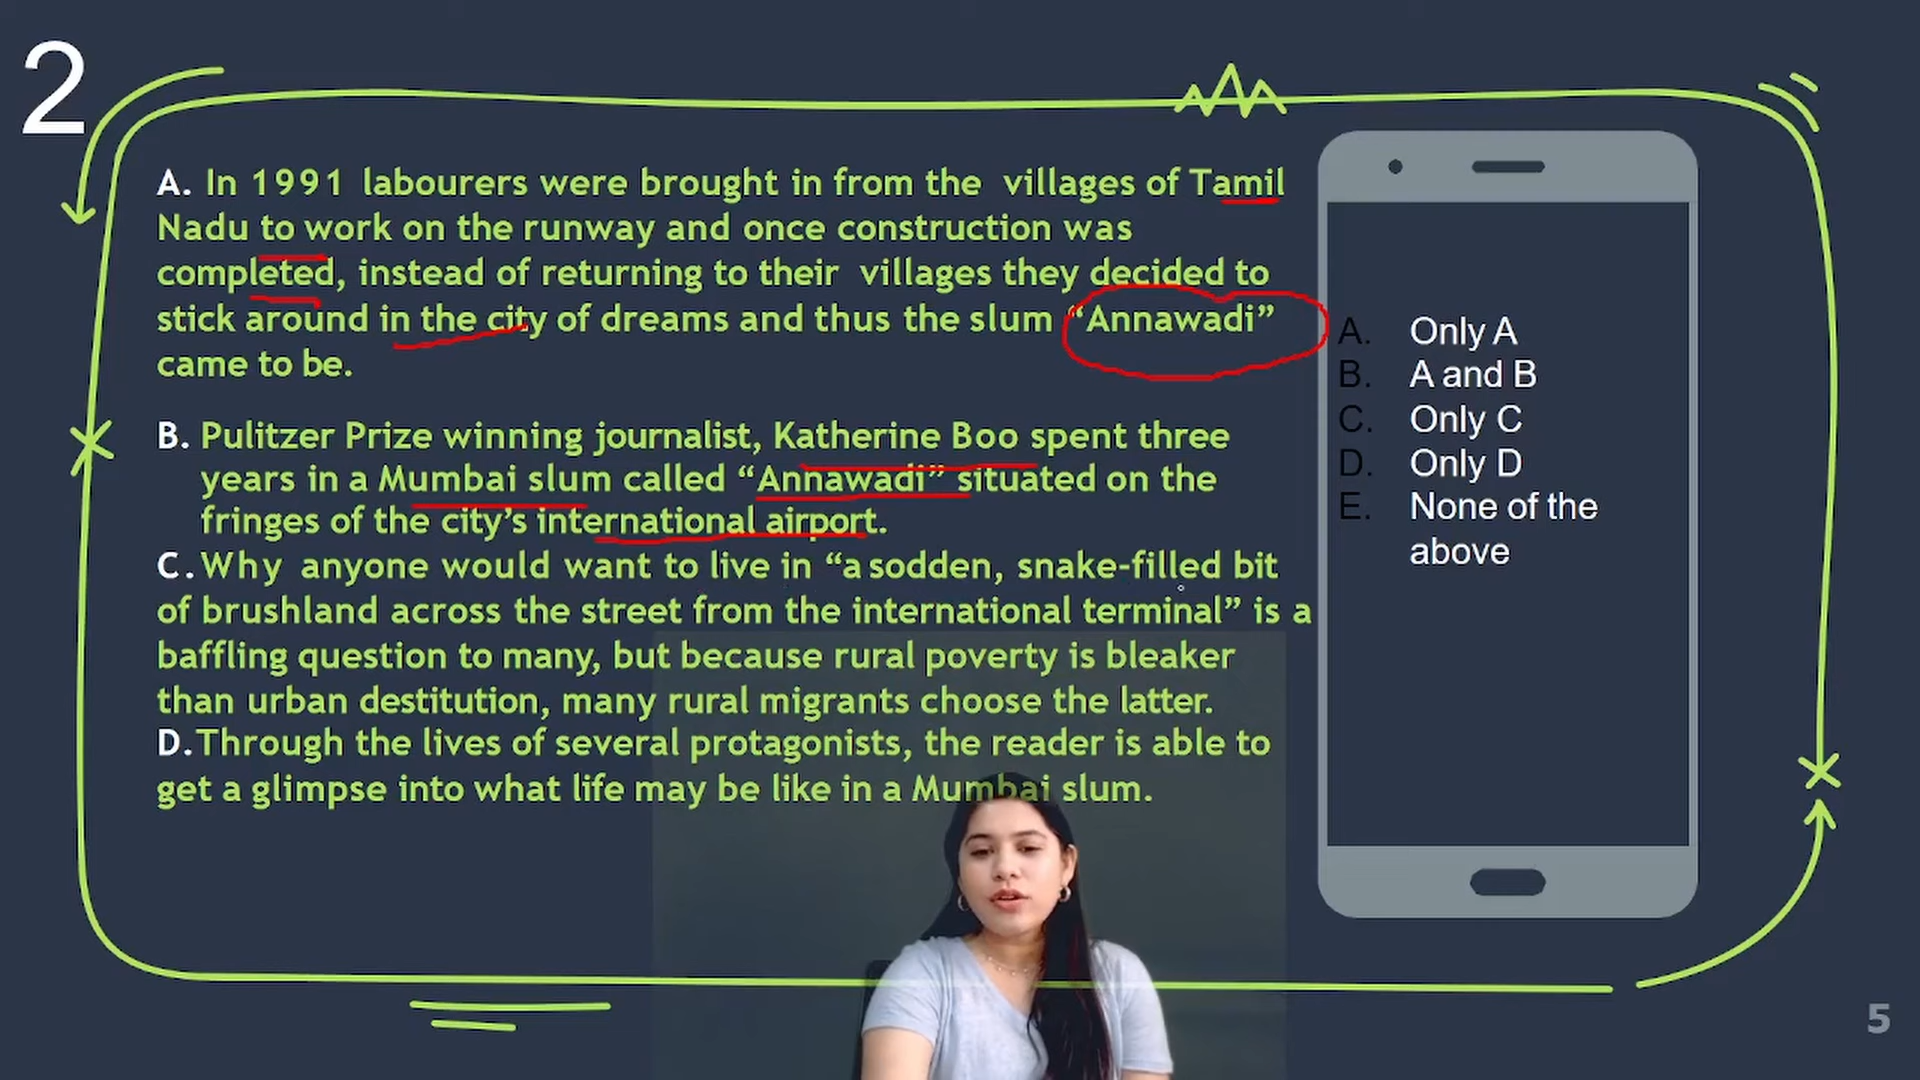 2
A. In 1991 labourers were brought in from the villages of Tamil
Nadu to work on the runway and once construction was
completed, instead of returning to their villages they decided to
stick around in the city of dreams and thus the slum “Annawadi”
came to be.
B. Pulitzer Prize winning journalist, Katherine Boo spent three
years in a Mumbai slum called “Annawadi” situated on the
fringes of the city’s international airport.
C. Why anyone would want to live in “a sodden, snake-filled bit
of brushland across the street from the international terminal” is a
baffling question to many, but because rural poverty is bleaker
than urban destitution, many rural migrants choose the latter.
D. Through the lives of several protagonists, the reader is able to
get a glimpse into what life may be like in a Mumbai slum.
A. Only A
B. A and B
C. Only C
D. Only D
E. None of the
above
5